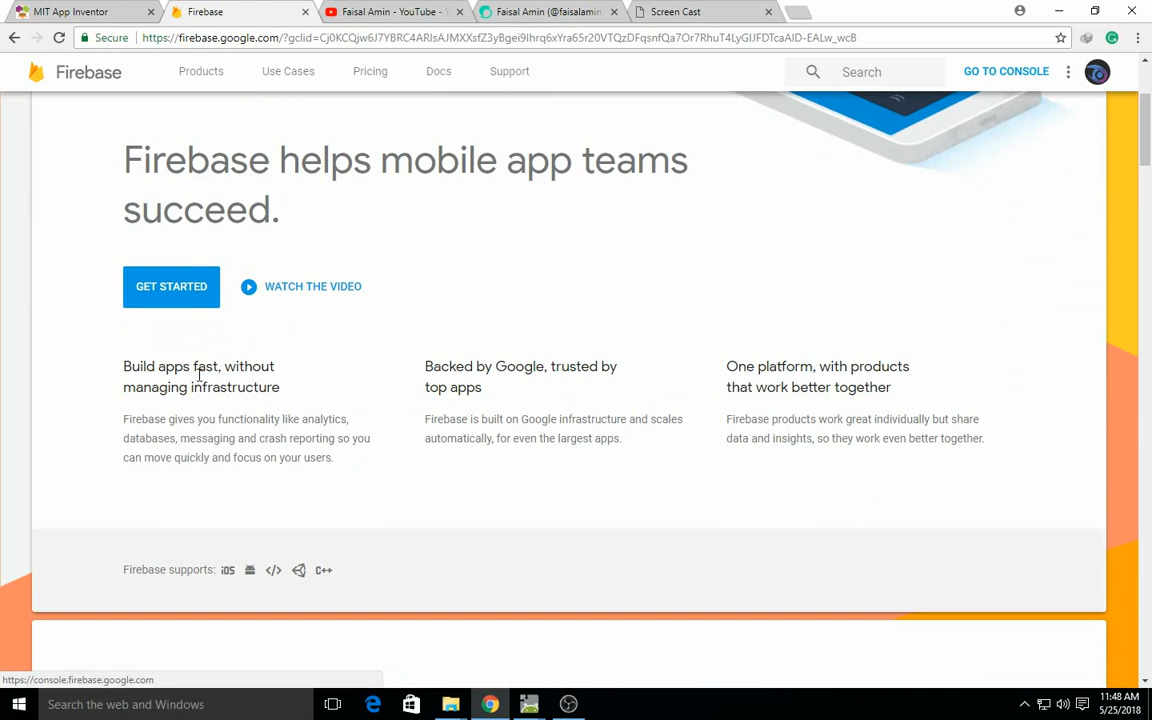 MIT App Inventor
Firebase
Faisal Amin - YouTube - 
Faisal Amin (@faisalamin
Screen Cast
Secure
https://firebase.google.com/?gclid=Cj0KCQjw6J7YBRC4ARIsAJMXXsfZ3yBgei9Ihrq6xYra65r20VTQzDFqsnfQa7Or7RhuT4LyGIJFDTcaAlD-EALw_wcB
Firebase
Products
Use Cases
Pricing
Docs
Support
Search
GO TO CONSOLE
Firebase helps mobile app teams
succeed.
GET STARTED
WATCH THE VIDEO
Build apps fast, without
managing infrastructure
Firebase gives you functionality like analytics,
databases, messaging and crash reporting so you
can move quickly and focus on your users.
Backed by Google, trusted by
top apps
Firebase is built on Google infrastructure and scales
automatically, for even the largest apps.
One platform, with products
that work better together
Firebase products work great individually but share
data and insights, so they work even better together.
Firebase supports: iOS </> C++
https://console.firebase.google.com
Search the web and Windows
11:48 AM
5/25/2018